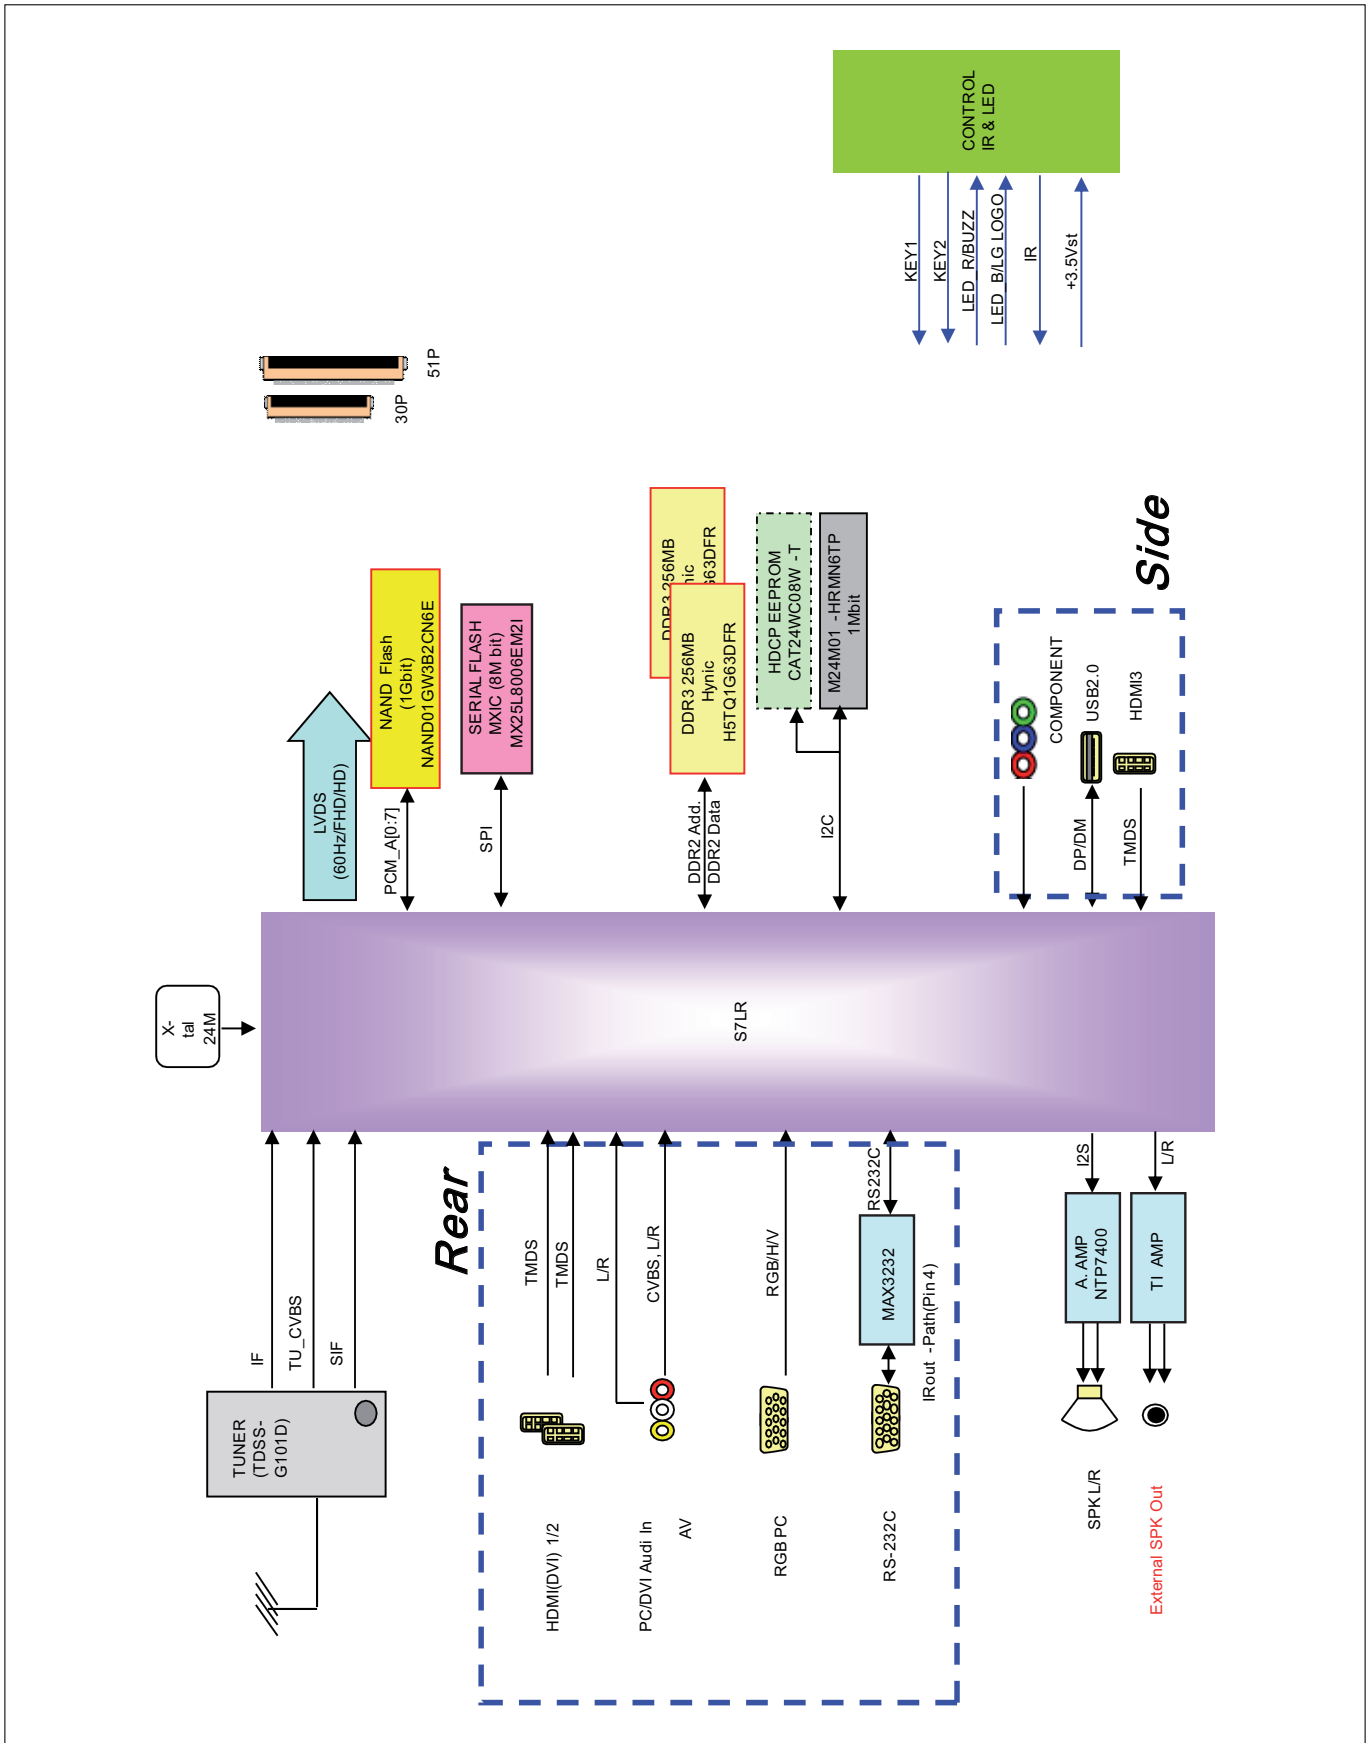 CONTROL
IR & LED
KEY1
KEY2
LED_R/BUZZ
LED_B/LG LOGO
IR
+3.5Vst
51P
30P
LVDS
(60Hz/FHD/HD)
NAND Flash
(1Gbit)
NAND01GW3B2CN6E
PCM_A[0:7]
SERIAL FLASH
MXIC (8M bit)
MX25L8006EM2I
SPI
DDR3 256MB
DDR3 256MB
Hynic
H5TQ1G63DFR
DDR2 Add.
DDR2 Data
HDCP EEPROM
CAT24WC08W -T
M24M01 -HRMN6TP
1Mbit
I2C
Side
COMPONENT
USB2.0
HDMI3
DP/DM
TMDS
X-
tal
24M
S7LR
IF
TU_CVBS
SIF
TUNER
(TDSS-
G101D)
Rear
TMDS
TMDS
L/R
CVBS, L/R
RGB/H/V
RS232C
MAX3232
IRout -Path(Pin4)
HDMI(DVI) 1/2
PC/DVI Audi In
AV
RGB PC
RS-232C
I2S
L/R
A. AMP
NTP7400
TI AMP
SPK L/R
External SPK Out